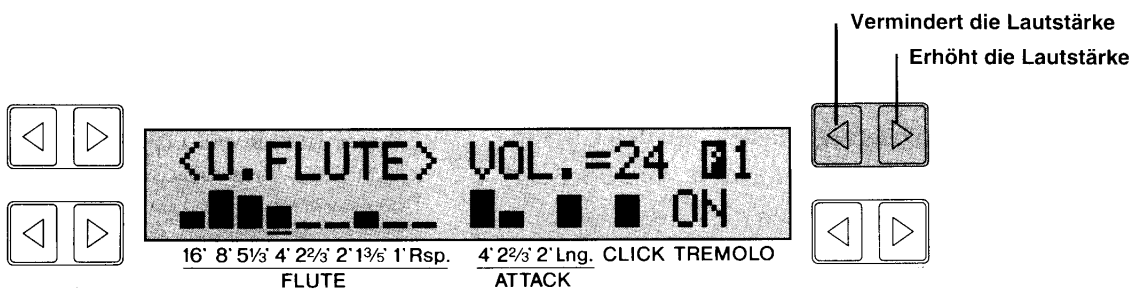 Vermindert die Lautstärke
Erhöht die Lautstärke
<U.FLUTE> VOL.=24 P1
ON
16' 8' 5⅓' 4' 2⅔' 2' 1⅗' 1' Rsp. 4' 2⅔' 2' Lng. CLICK TREMOLO
FLUTE ATTACK